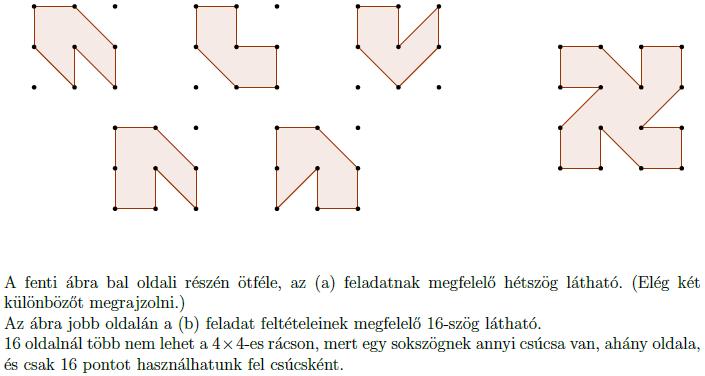 A fenti ábra bal oldali részén ötféle, az (a) feladatnak megfelelő hétszög látható. (Elég két
különbözőt megrajzolni.)
Az ábra jobb oldalán a (b) feladat feltételeinek megfelelő 16-szög látható.
16 oldalnál több nem lehet a 4×4-es rácson, mert egy sokszögnek annyi csúcsa van, ahány oldala,
és csak 16 pontot használhatunk fel csúcsként.